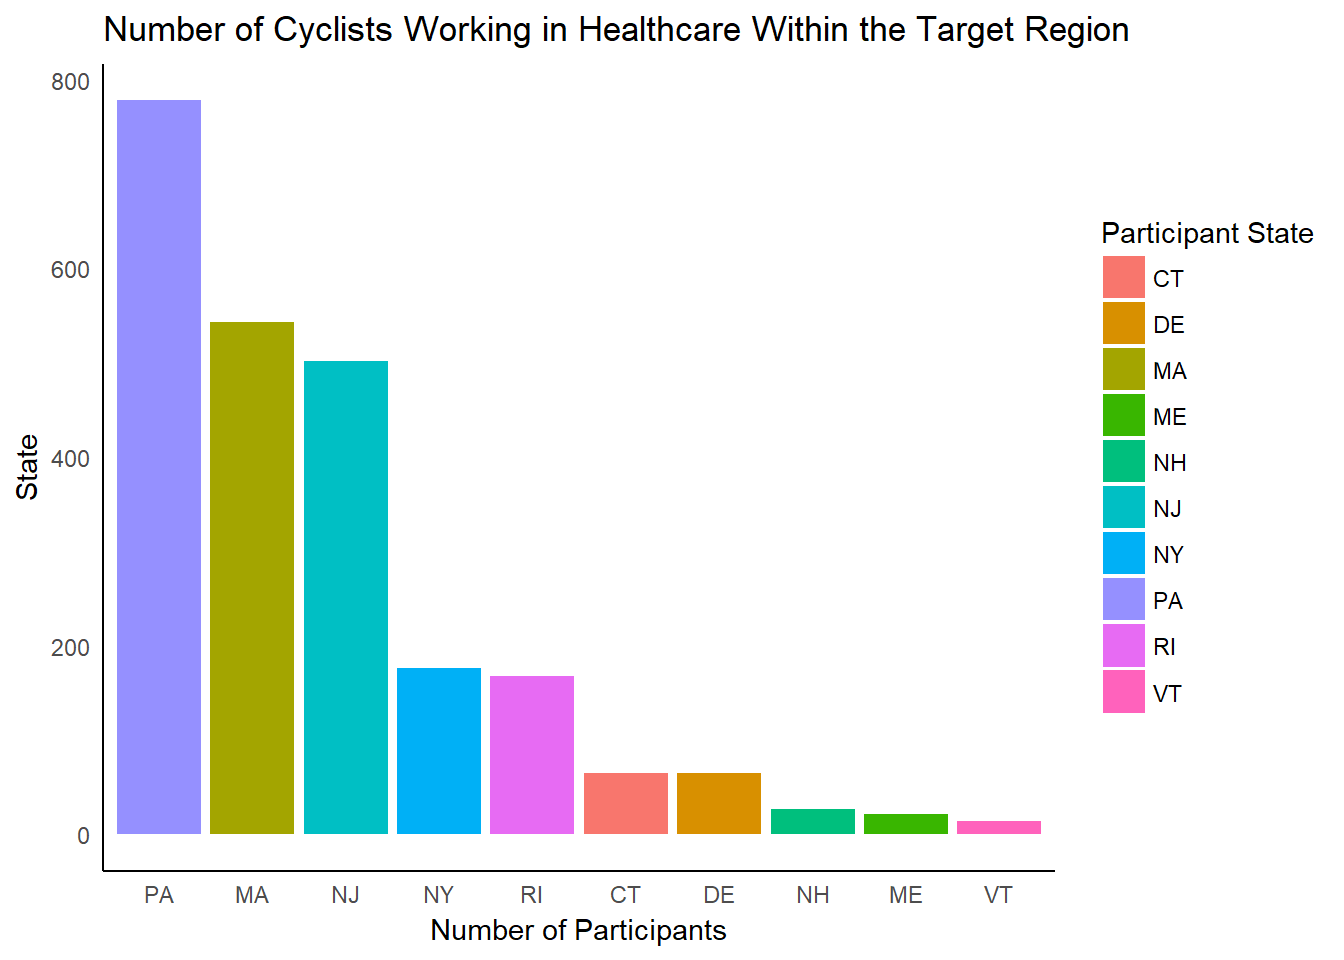 Number of Cyclists Working in Healthcare Within the Target Region
800
600
400
200
0
State
PA MA NJ NY RI CT DE NH ME VT
Number of Participants
Participant State
CT
DE
MA
ME
NH
NJ
NY
PA
RI
VT